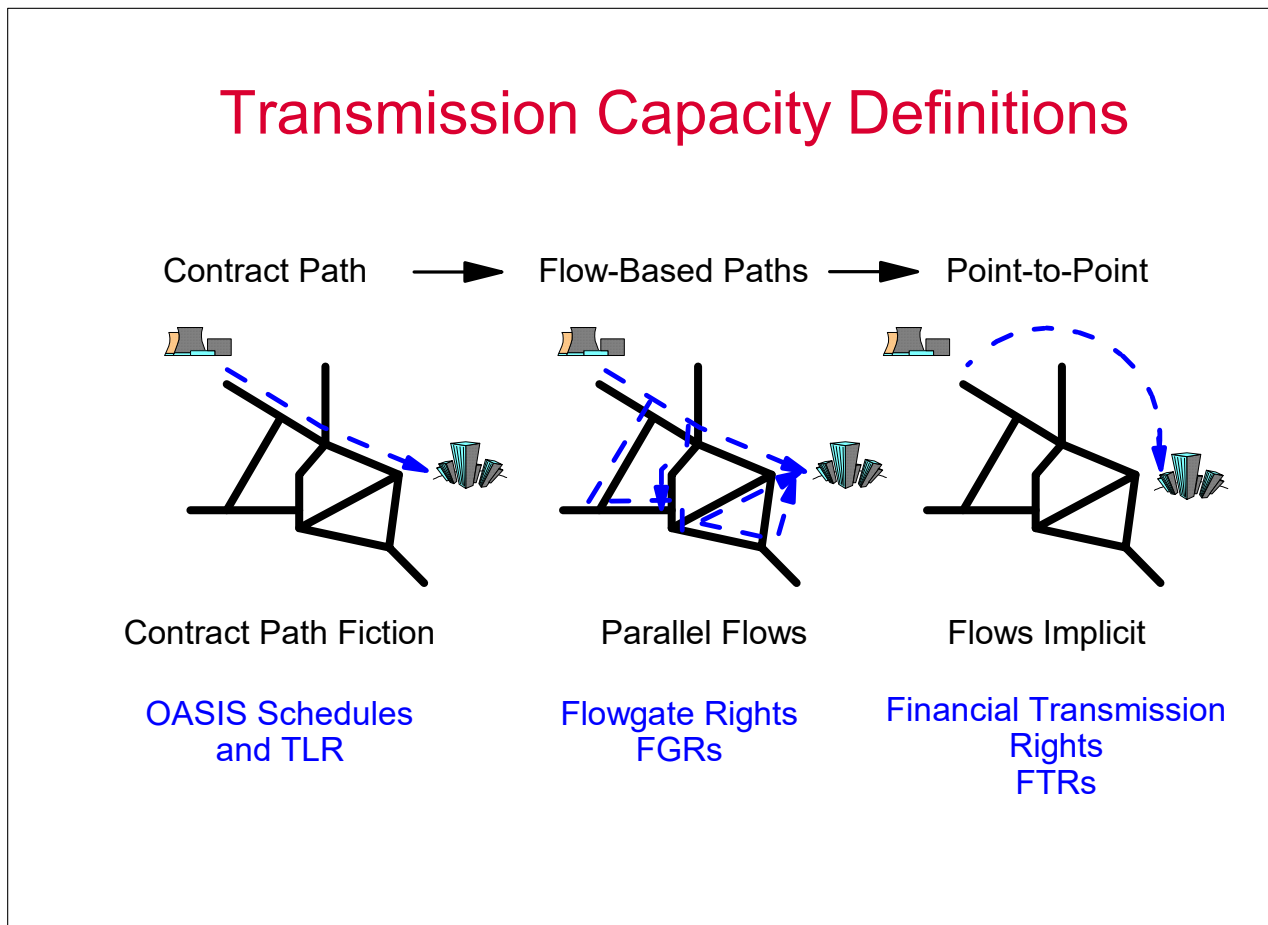 Transmission Capacity Definitions
Contract Path
Flow-Based Paths
Point-to-Point
Contract Path Fiction
Parallel Flows
Flows Implicit
OASIS Schedules
and TLR
Flowgate Rights
FGRs
Financial Transmission
Rights
FTRs